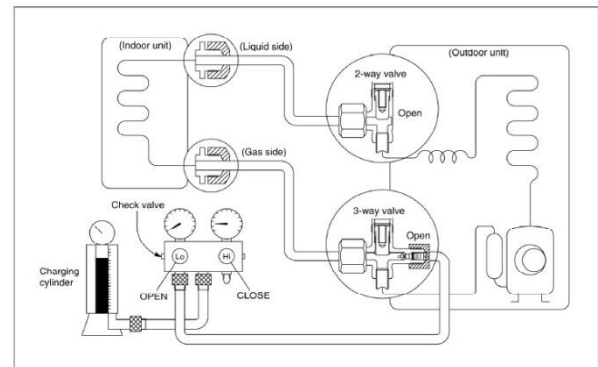 (Indoor unit)
(Liquid side)
(Outdoor unit)
2-way valve
Open
(Gas side)
Check valve
3-way valve
Open
Lo
Hi
Charging
cylinder
OPEN
CLOSE